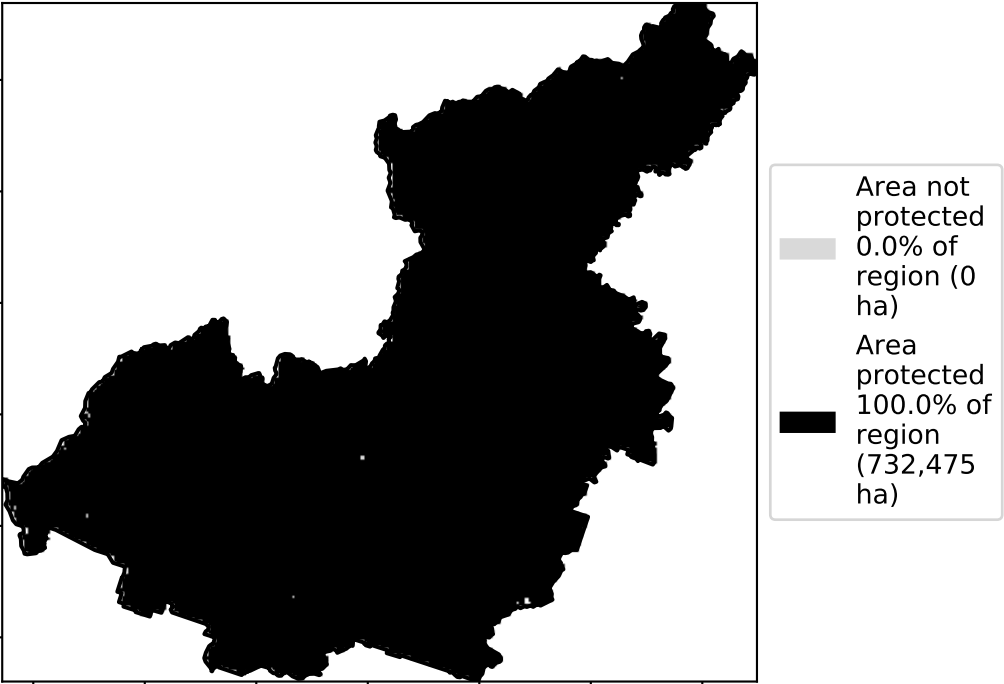 Area not
protected
0.0% of
region (0
ha)
Area
protected
100.0% of
region
(732,475
ha)